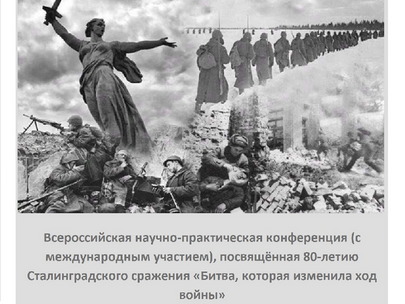 Всероссийская научно-практическая конференция (с
международным участием), посвящённая 80-летию
Сталинградского сражения «Битва, которая изменила ход
войны»